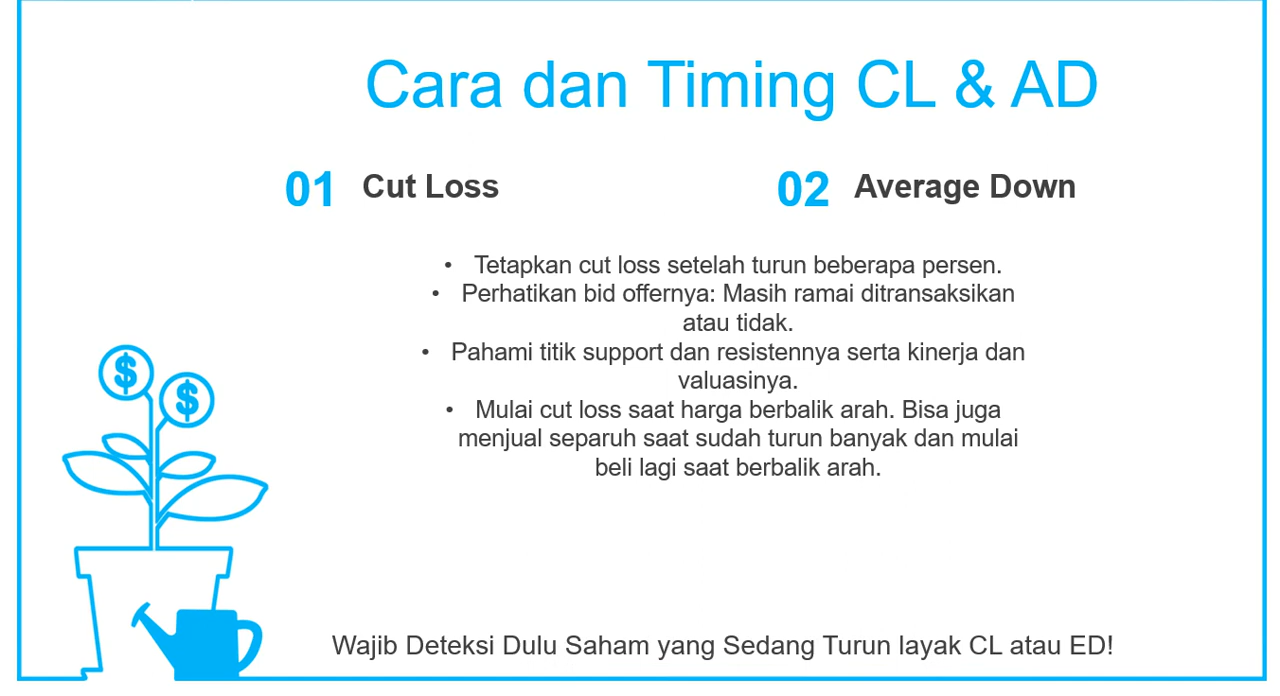 Cara dan Timing CL & AD
01 Cut Loss
02 Average Down
• Tetapkan cut loss setelah turun beberapa persen.
• Perhatikan bid offernya: Masih ramai ditransaksikan
atau tidak.
• Pahami titik support dan resistennya serta kinerja dan
valuasinya.
• Mulai cut loss saat harga berbalik arah. Bisa juga
menjual separuh saat sudah turun banyak dan mulai
beli lagi saat berbalik arah.
$
$
Wajib Deteksi Dulu Saham yang Sedang Turun layak CL atau ED!